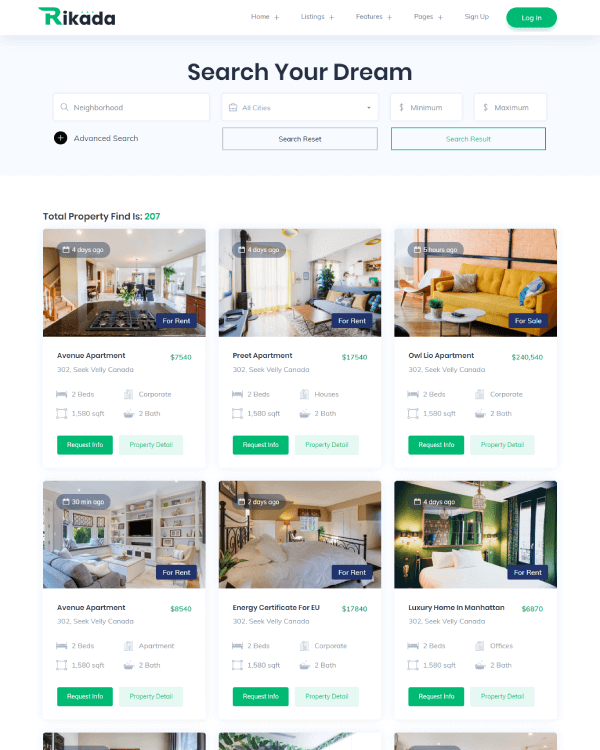 Rikada
Home + Listings + Features + Pages + Sign Up Log In
Search Your Dream
Neighborhood All Cities $ Minimum $ Maximum
Advanced Search Search Reset Search Result
Total Property Find Is: 207
4 days ago 4 days ago 5 hours ago
For Rent For Rent For Sale
Avenue Apartment $7540 Preet Apartment $17540 Owl Lio Apartment $240,540
302, Seek Velly Canada 302, Seek Velly Canada 302, Seek Velly Canada
2 Beds Corporate 2 Beds Houses 2 Beds Corporate
1,580 sqft 2 Bath 1,580 sqft 2 Bath 1,580 sqft 2 Bath
Request Info Property Detail Request Info Property Detail Request Info Property Detail
30 min ago 2 days ago 4 days ago
For Rent For Rent For Rent
Avenue Apartment $8540 Energy Certificate For EU $17840 Luxury Home In Manhattan $6870
302, Seek Velly Canada 302, Seek Velly Canada 302, Seek Velly Canada
2 Beds Apartment 2 Beds Corporate 2 Beds Offices
1,580 sqft 2 Bath 1,580 sqft 2 Bath 1,580 sqft 2 Bath
Request Info Property Detail Request Info Property Detail Request Info Property Detail